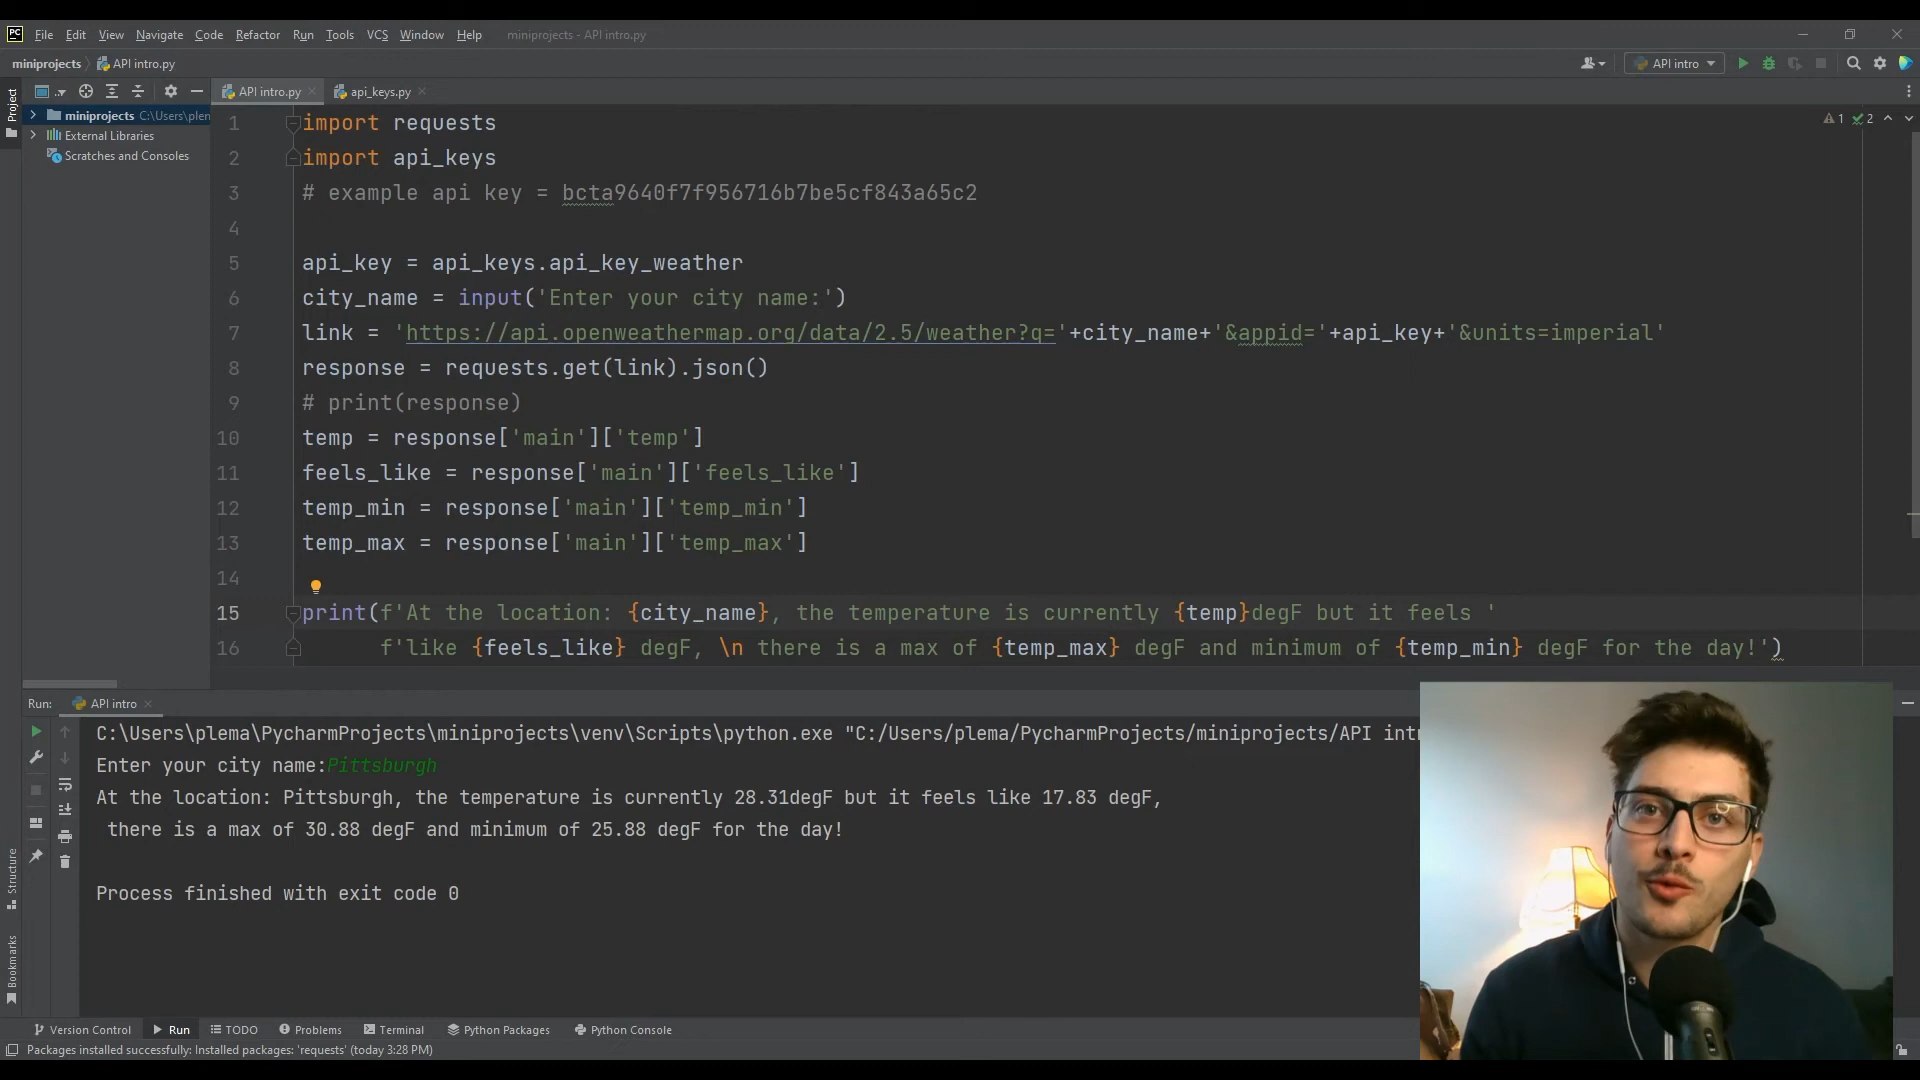 PC File Edit View Navigate Code Refactor Run Tools VCS Window Help miniprojects - API intro.py
miniprojects API intro.py API intro
Project
API intro.py api_keys.py
miniprojects C:\Users\plen
External Libraries
Scratches and Consoles
1 import requests
1 2
2 import api_keys
3 # example api key = bcta9640f7f956716b7be5cf843a65c2
4
5 api_key = api_keys.api_key_weather
6 city_name = input('Enter your city name:')
7 link = 'https://api.openweathermap.org/data/2.5/weather?q='+city_name+'&appid='+api_key+'&units=imperial'
8 response = requests.get(link).json()
9 # print(response)
10 temp = response['main']['temp']
11 feels_like = response['main']['feels_like']
12 temp_min = response['main']['temp_min']
13 temp_max = response['main']['temp_max']
14
15 print(f'At the location: {city_name}, the temperature is currently {temp}degF but it feels '
16 f'like {feels_like} degF, \n there is a max of {temp_max} degF and minimum of {temp_min} degF for the day!')
Run: API intro
C:\Users\plema\PycharmProjects\miniprojects\venv\Scripts\python.exe "C:/Users/plema/PycharmProjects/miniprojects/API intr
Enter your city name:Pittsburgh
At the location: Pittsburgh, the temperature is currently 28.31degF but it feels like 17.83 degF,
there is a max of 30.88 degF and minimum of 25.88 degF for the day!
Process finished with exit code 0
Structure
Bookmarks
Version Control Run TODO Problems Terminal Python Packages Python Console
Packages installed successfully: Installed packages: 'requests' (today 3:28 PM)